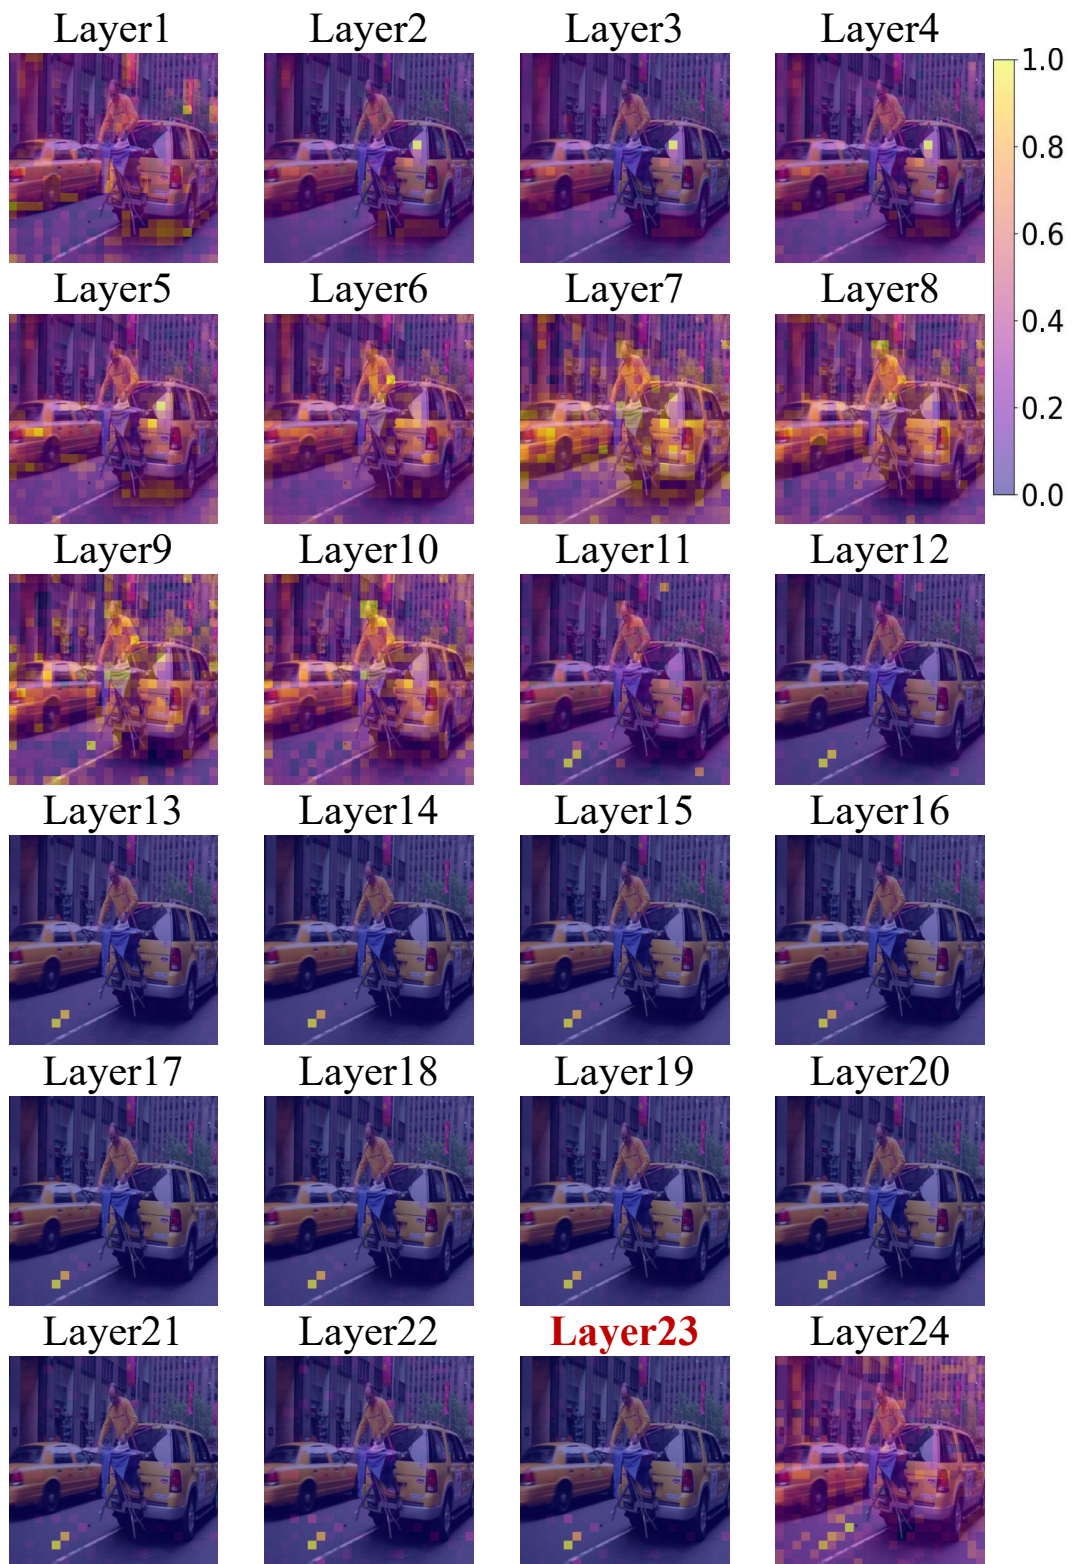 Layer1 Layer2 Layer3 Layer4
1.0
0.8
0.6
0.4
0.2
0.0
Layer5 Layer6 Layer7 Layer8
Layer9 Layer10 Layer11 Layer12
Layer13 Layer14 Layer15 Layer16
Layer17 Layer18 Layer19 Layer20
Layer21 Layer22 Layer23 Layer24